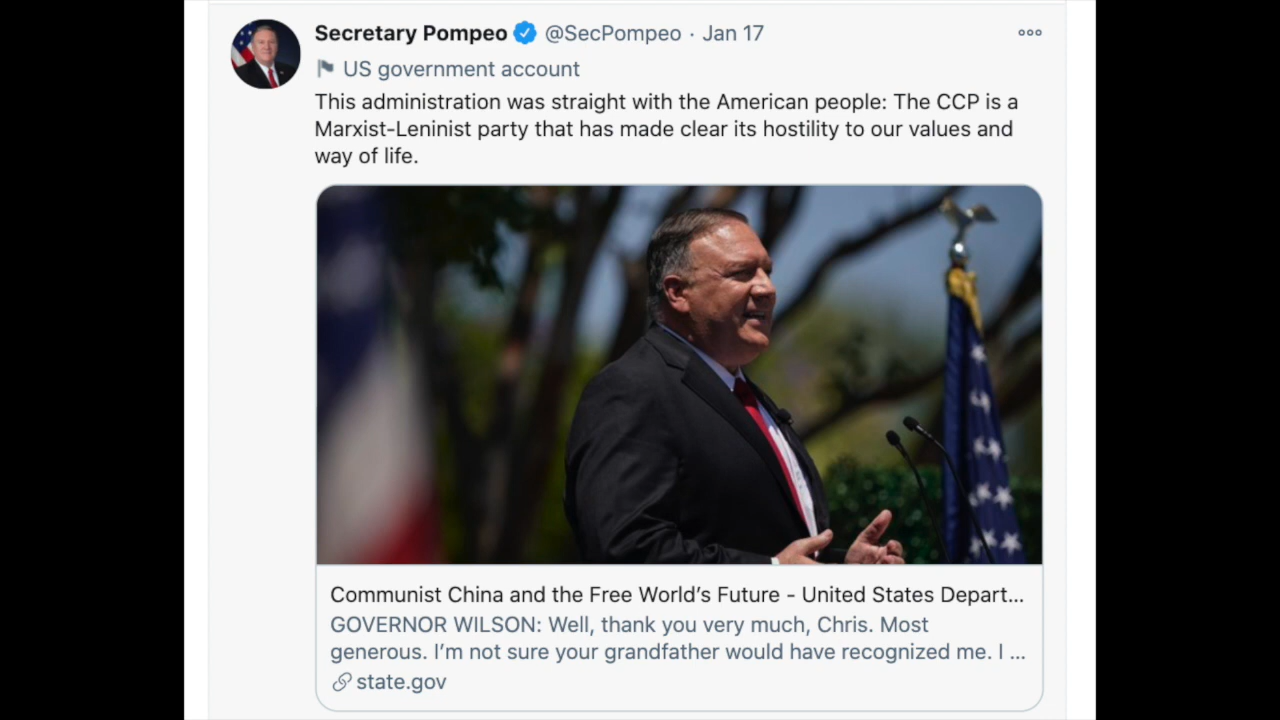 Secretary Pompeo @SecPompeo · Jan 17
US government account
This administration was straight with the American people: The CCP is a
Marxist-Leninist party that has made clear its hostility to our values and
way of life.
Communist China and the Free World’s Future - United States Depart...
GOVERNOR WILSON: Well, thank you very much, Chris. Most
generous. I’m not sure your grandfather would have recognized me. I ...
state.gov